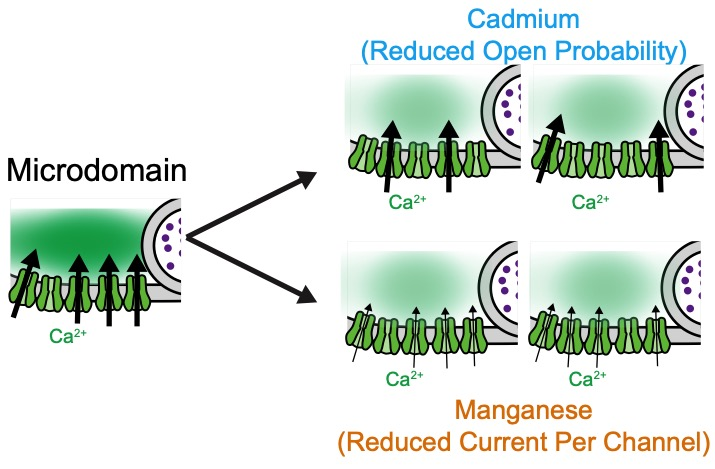 Cadmium
(Reduced Open Probability)
Microdomain
Ca²⁺
Ca²⁺
Ca²⁺
Ca²⁺
Ca²⁺
Manganese
(Reduced Current Per Channel)